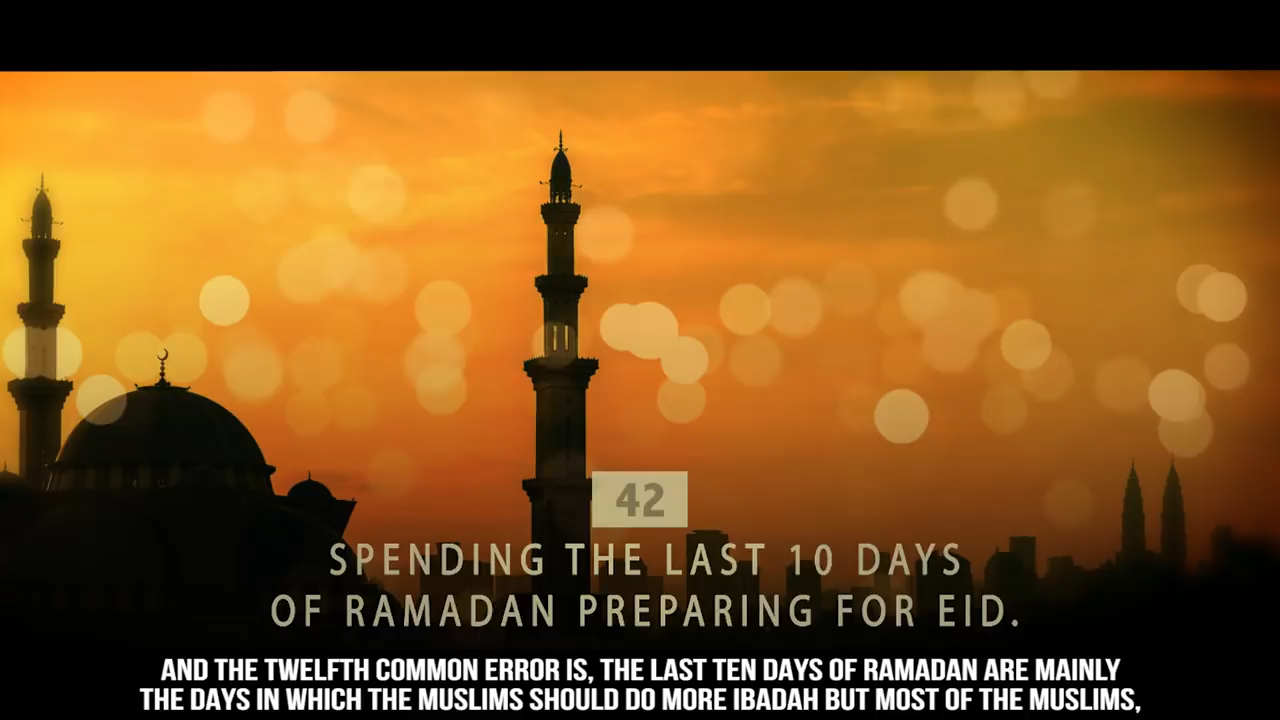 42
SPENDING THE LAST 10 DAYS
OF RAMADAN PREPARING FOR EID.
AND THE TWELFTH COMMON ERROR IS, THE LAST TEN DAYS OF RAMADAN ARE MAINLY
THE DAYS IN WHICH THE MUSLIMS SHOULD DO MORE IBADAH BUT MOST OF THE MUSLIMS,